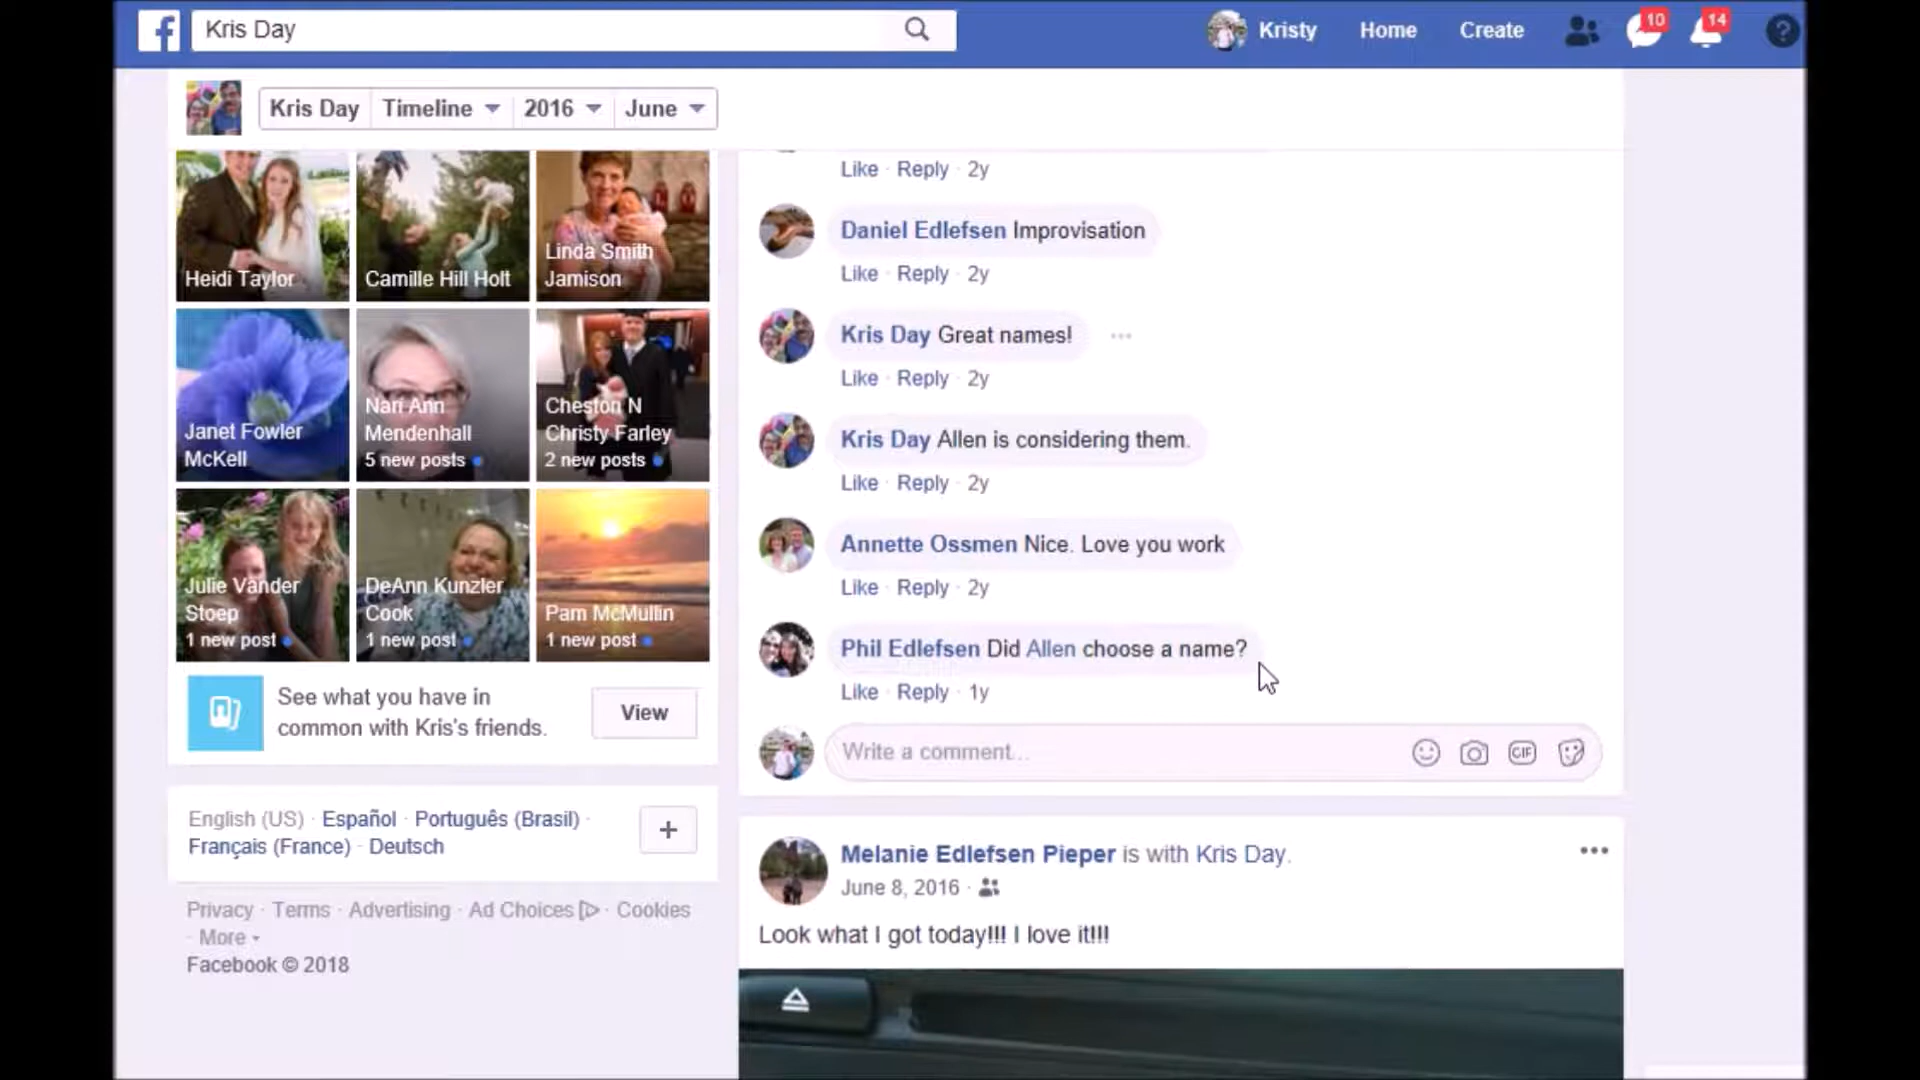 Kris Day
Kristy
Home
Create
10
14
?
Kris Day
Timeline
2016
June
Heidi Taylor
Camille Hill Holt
Linda Smith
Jamison
Janet Fowler
McKell
Nari Ann
Mendenhall
5 new posts
Cheston N
Christy Farley
2 new posts
Julie Vander
Stoep
1 new post
DeAnn Kunzler
Cook
1 new post
Pam McMullin
1 new post
See what you have in
common with Kris's friends.
View
English (US) · Español · Português (Brasil) ·
Français (France) · Deutsch
+
Privacy · Terms · Advertising · Ad Choices · Cookies
· More
Facebook © 2018
Like · Reply · 2y
Daniel Edlefsen Improvisation
Like · Reply · 2y
Kris Day Great names!
Like · Reply · 2y
Kris Day Allen is considering them.
Like · Reply · 2y
Annette Ossmen Nice. Love you work
Like · Reply · 2y
Phil Edlefsen Did Allen choose a name?
Like · Reply · 1y
Write a comment...
GIF
Melanie Edlefsen Pieper is with Kris Day.
June 8, 2016 ·
Look what I got today!!! I love it!!!